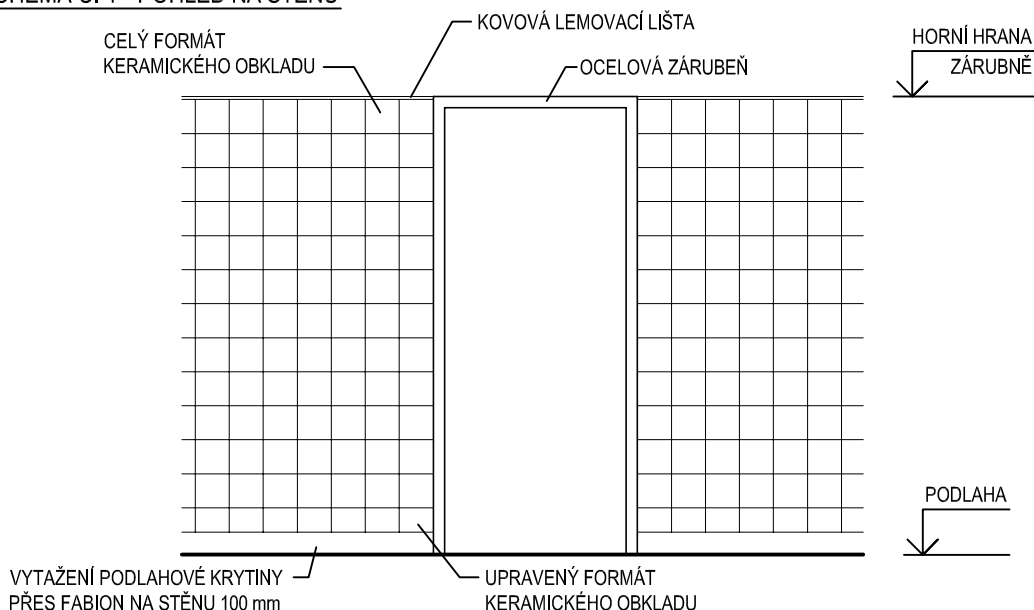 KOVOVÁ LEMOVACÍ LIŠTA
CELÝ FORMÁT
KERAMICKÉHO OBKLADU
OCELOVÁ ZÁRUBEŇ
HORNÍ HRANA
ZÁRUBNĚ
PODLAHA
VYTAŽENÍ PODLAHOVÉ KRYTINY
PŘES FABION NA STĚNU 100 mm
UPRAVENÝ FORMÁT
KERAMICKÉHO OBKLADU